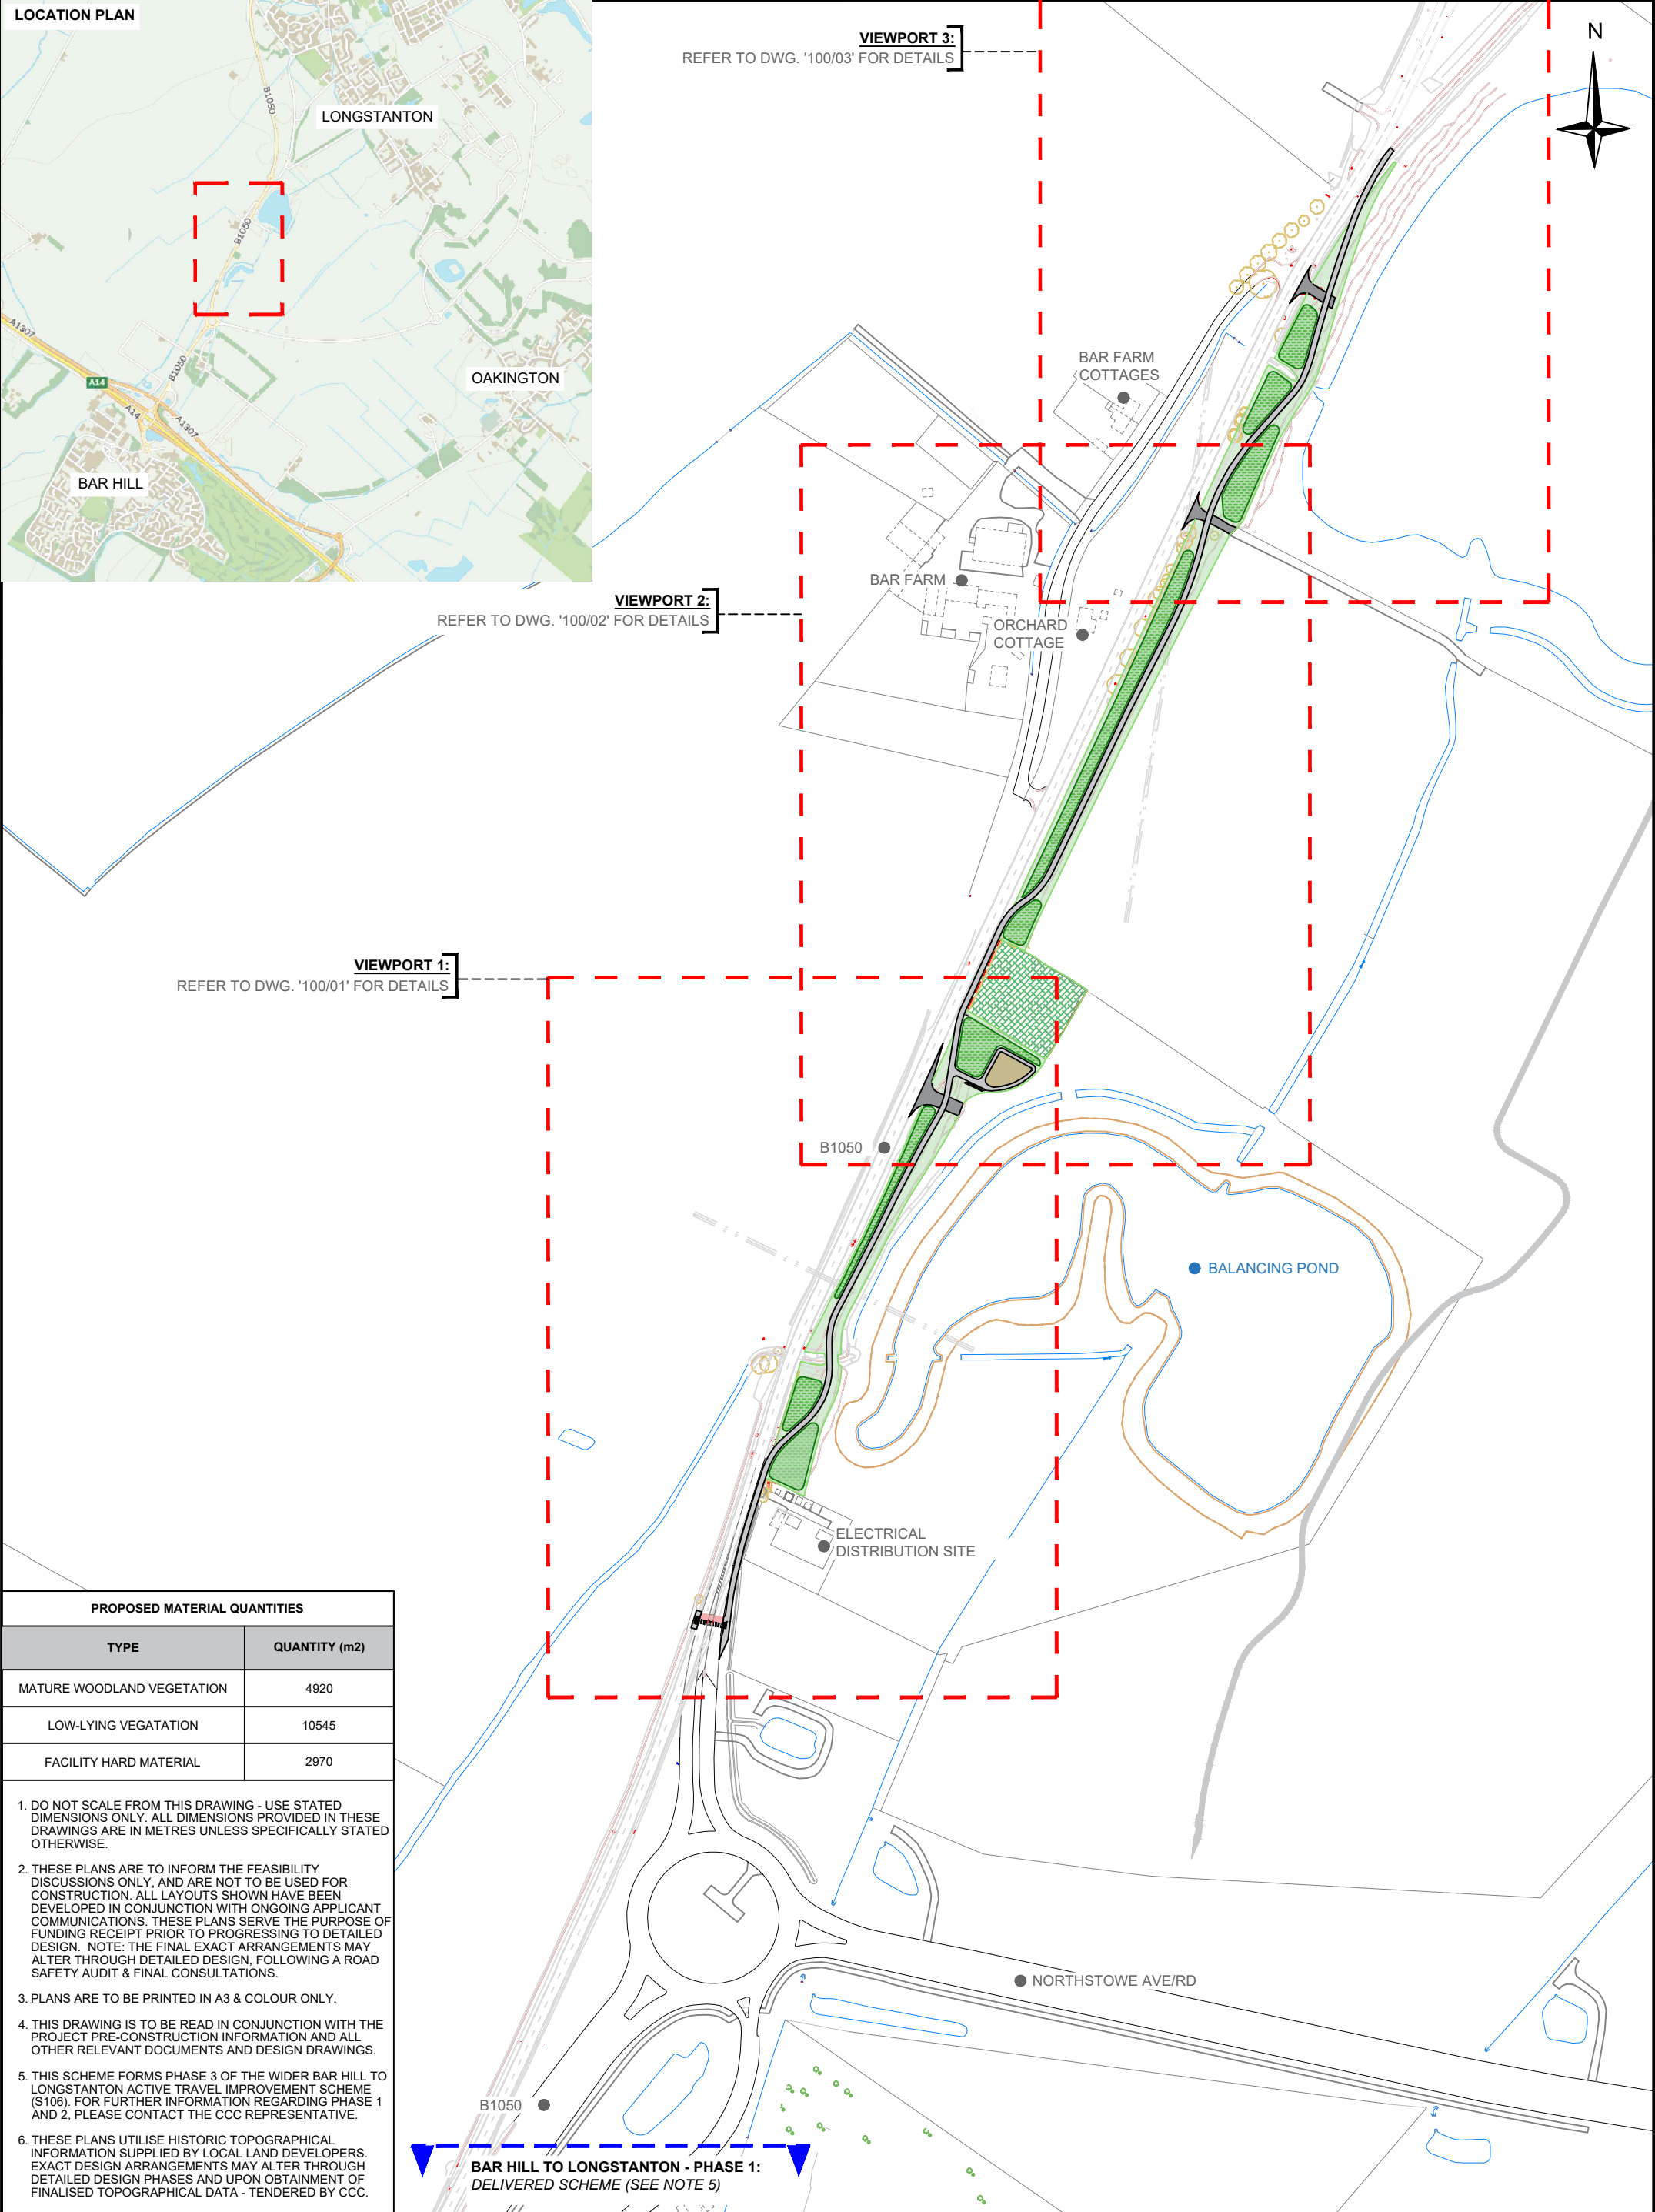 LOCATION PLAN
B1050
LONGSTANTON
B1050
A1307
B1050
A14
A14
A1307
OAKINGTON
BAR HILL
VIEWPORT 3:
REFER TO DWG. '100/03' FOR DETAILS
N
BAR FARM
COTTAGES
BAR FARM
VIEWPORT 2:
REFER TO DWG. '100/02' FOR DETAILS
ORCHARD
COTTAGE
VIEWPORT 1:
REFER TO DWG. '100/01' FOR DETAILS
B1050
BALANCING POND
ELECTRICAL
DISTRIBUTION SITE
NORTHSTOWE AVE/RD
B1050
BAR HILL TO LONGSTANTON - PHASE 1:
DELIVERED SCHEME (SEE NOTE 5)
PROPOSED MATERIAL QUANTITIES
TYPE QUANTITY (m2)
MATURE WOODLAND VEGETATION 4920
LOW-LYING VEGATATION 10545
FACILITY HARD MATERIAL 2970
1. DO NOT SCALE FROM THIS DRAWING - USE STATED
DIMENSIONS ONLY. ALL DIMENSIONS PROVIDED IN THESE
DRAWINGS ARE IN METRES UNLESS SPECIFICALLY STATED
OTHERWISE.
2. THESE PLANS ARE TO INFORM THE FEASIBILITY
DISCUSSIONS ONLY, AND ARE NOT TO BE USED FOR
CONSTRUCTION. ALL LAYOUTS SHOWN HAVE BEEN
DEVELOPED IN CONJUNCTION WITH ONGOING APPLICANT
COMMUNICATIONS. THESE PLANS SERVE THE PURPOSE OF
FUNDING RECEIPT PRIOR TO PROGRESSING TO DETAILED
DESIGN. NOTE: THE FINAL EXACT ARRANGEMENTS MAY
ALTER THROUGH DETAILED DESIGN, FOLLOWING A ROAD
SAFETY AUDIT & FINAL CONSULTATIONS.
3. PLANS ARE TO BE PRINTED IN A3 & COLOUR ONLY.
4. THIS DRAWING IS TO BE READ IN CONJUNCTION WITH THE
PROJECT PRE-CONSTRUCTION INFORMATION AND ALL
OTHER RELEVANT DOCUMENTS AND DESIGN DRAWINGS.
5. THIS SCHEME FORMS PHASE 3 OF THE WIDER BAR HILL TO
LONGSTANTON ACTIVE TRAVEL IMPROVEMENT SCHEME
(S106). FOR FURTHER INFORMATION REGARDING PHASE 1
AND 2, PLEASE CONTACT THE CCC REPRESENTATIVE.
6. THESE PLANS UTILISE HISTORIC TOPOGRAPHICAL
INFORMATION SUPPLIED BY LOCAL LAND DEVELOPERS.
EXACT DESIGN ARRANGEMENTS MAY ALTER THROUGH
DETAILED DESIGN PHASES AND UPON OBTAINMENT OF
FINALISED TOPOGRAPHICAL DATA - TENDERED BY CCC.